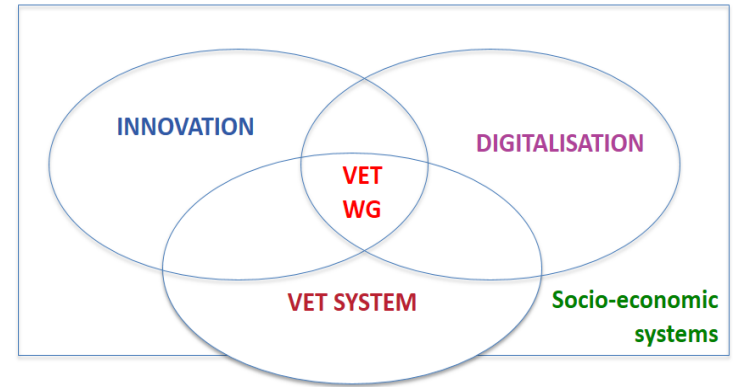 INNOVATION
DIGITALISATION
VET
WG
VET SYSTEM
Socio-economic
systems